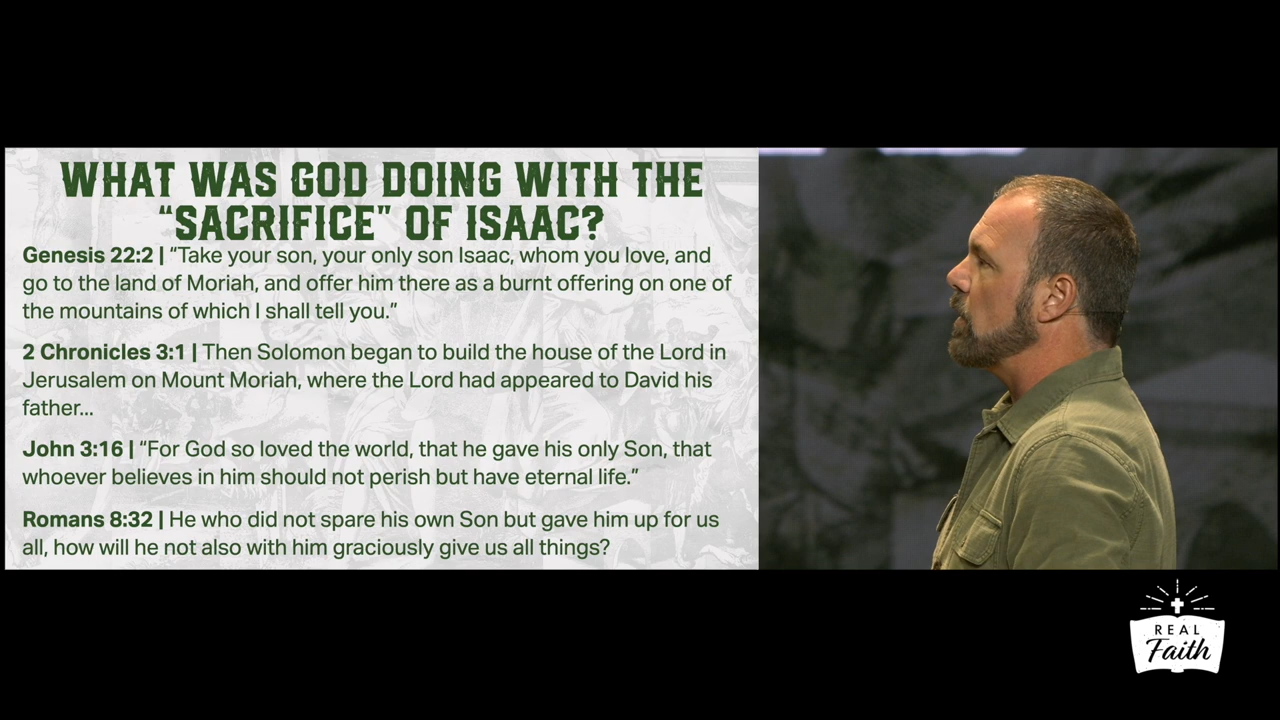 WHAT WAS GOD DOING WITH THE
“SACRIFICE” OF ISAAC?
Genesis 22:2 | “Take your son, your only son Isaac, whom you love, and
go to the land of Moriah, and offer him there as a burnt offering on one of
the mountains of which I shall tell you.”
2 Chronicles 3:1 | Then Solomon began to build the house of the Lord in
Jerusalem on Mount Moriah, where the Lord had appeared to David his
father...
John 3:16 | “For God so loved the world, that he gave his only Son, that
whoever believes in him should not perish but have eternal life.”
Romans 8:32 | He who did not spare his own Son but gave him up for us
all, how will he not also with him graciously give us all things?
REAL
Faith